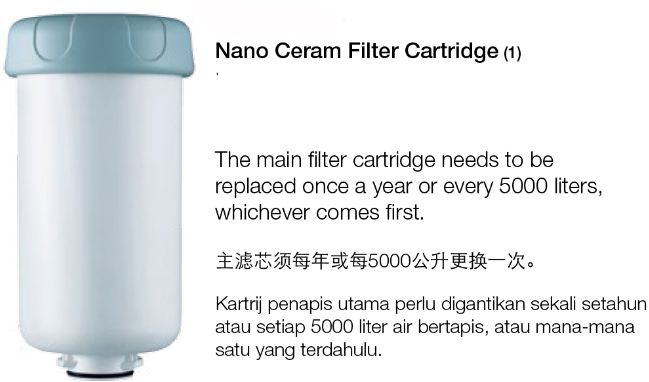 Nano Ceram Filter Cartridge (1)
The main filter cartridge needs to be
replaced once a year or every 5000 liters,
whichever comes first.
主滤芯须每年或每5000公升更换一次。
Kartrij penapis utama perlu digantikan sekali setahun
atau setiap 5000 liter air bertapis, atau mana-mana
satu yang terdahulu.